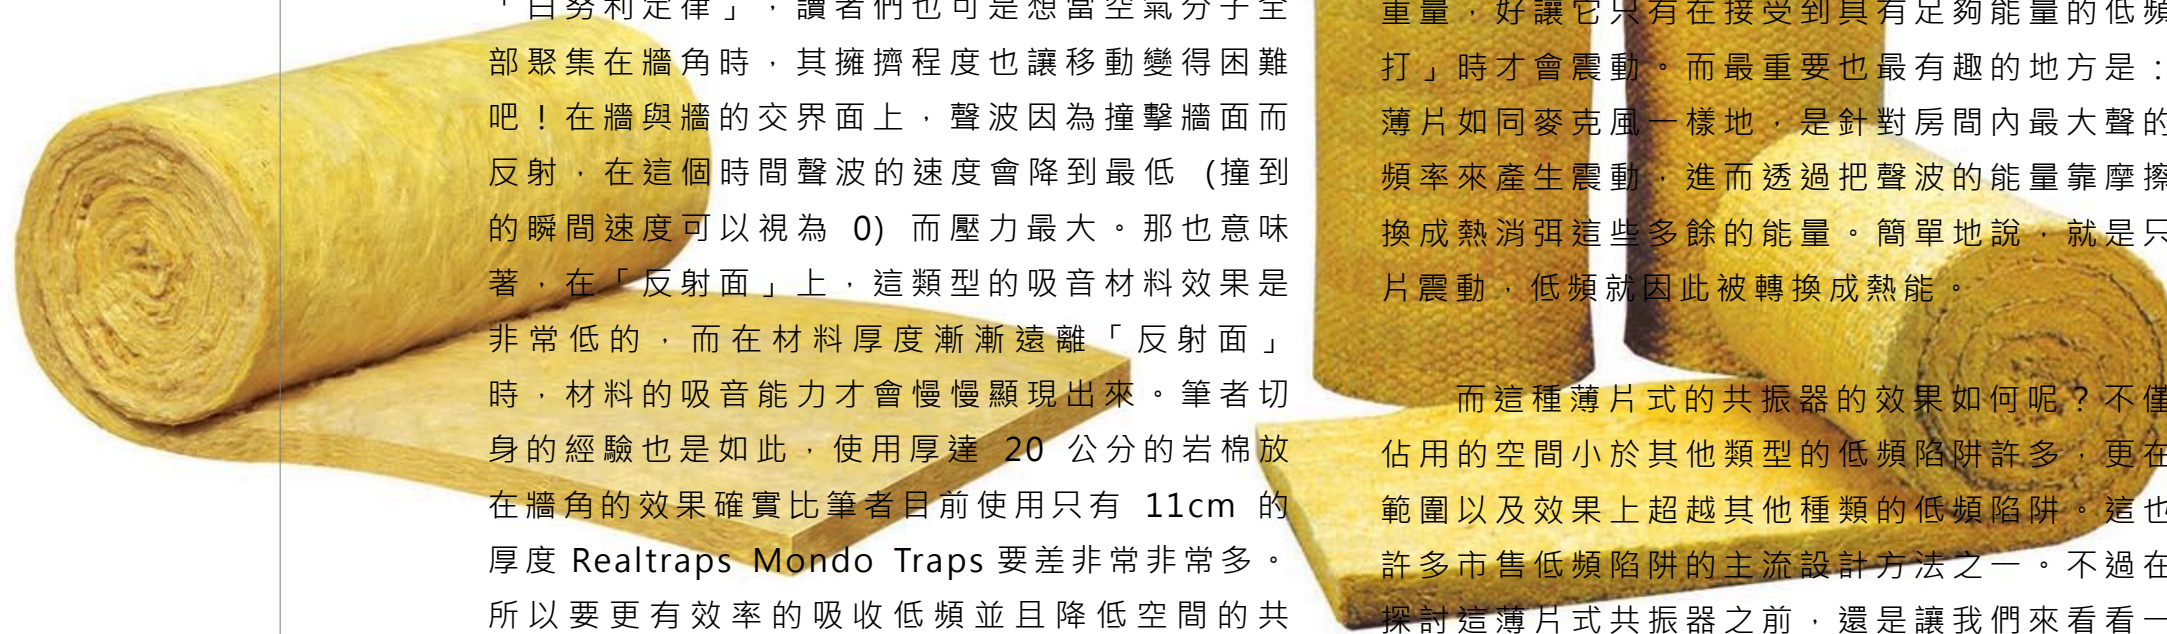 「白努利定律」，讀者們也可是想當空氣分子全
部聚集在牆角時，其擁擠程度也讓移動變得困難
吧！在牆與牆的交界面上，聲波因為撞擊牆面而
反射，在這個時間聲波的速度會降到最低 (撞到
的瞬間速度可以視為 0) 而壓力最大。那也意味
著，在「反射面」上，這類型的吸音材料效果是
非常低的，而在材料厚度漸漸遠離「反射面」
時，材料的吸音能力才會慢慢顯現出來。筆者切
身的經驗也是如此，使用厚達 20 公分的岩棉放
在牆角的效果確實比筆者目前使用只有 11cm 的
厚度 Realtraps Mondo Traps 要差非常非常多。
所以要更有效率的吸收低頻並且降低空間的共
重量，好讓它只有在接受到具有足夠能量的低頻
打」時才會震動。而最重要也最有趣的地方是：
薄片如同麥克風一樣地，是針對房間內最大聲的
頻率來產生震動，進而透過把聲波的能量靠摩擦
換成熱消弭這些多餘的能量。簡單地說，就是只
片震動，低頻就因此被轉換成熱能。
而這種薄片式的共振器的效果如何呢？不僅
佔用的空間小於其他類型的低頻陷阱許多，更在
範圍以及效果上超越其他種類的低頻陷阱。這也
許多市售低頻陷阱的主流設計方法之一。不過在
探討這薄片式共振器之前，還是讓我們來看看一